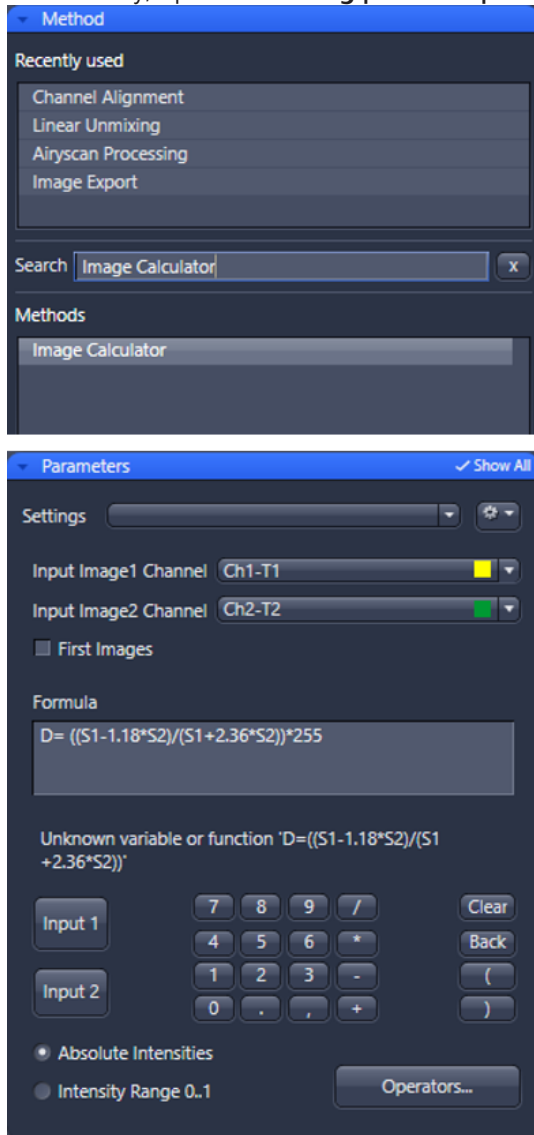 Method
Recently used
Channel Alignment
Linear Unmixing
Airyscan Processing
Image Export
Search Image Calculator x
Methods
Image Calculator
Parameters Show All
Settings
Input Image1 Channel Ch1-T1
Input Image2 Channel Ch2-T2
First Images
Formula
D= ((S1-1.18*S2)/(S1+2.36*S2))*255
Unknown variable or function 'D=((S1-1.18*S2)/(S1
+2.36*S2))'
Input 1 7 8 9 / Clear
4 5 6 * Back
Input 2 1 2 3 - (
0 . , + )
Absolute Intensities
Intensity Range 0..1 Operators...